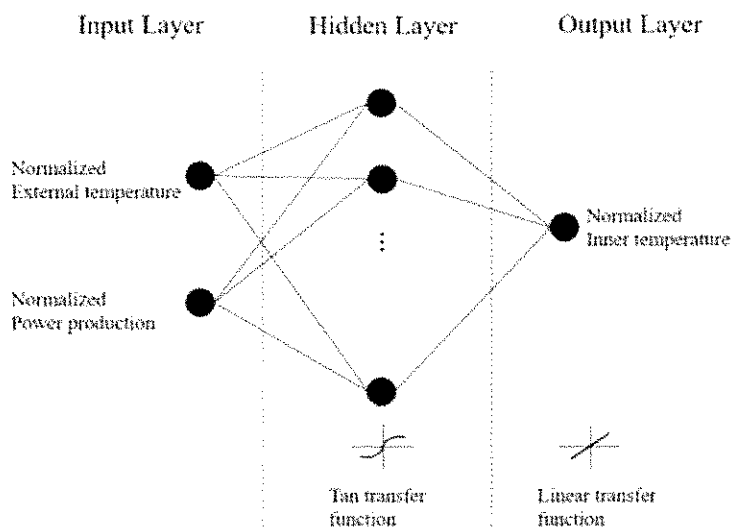 Input Layer
Hidden Layer
Output Layer
Normalized
External temperature
Normalized
Inner temperature
Normalized
Power production
Tan transfer
function
Linear transfer
function